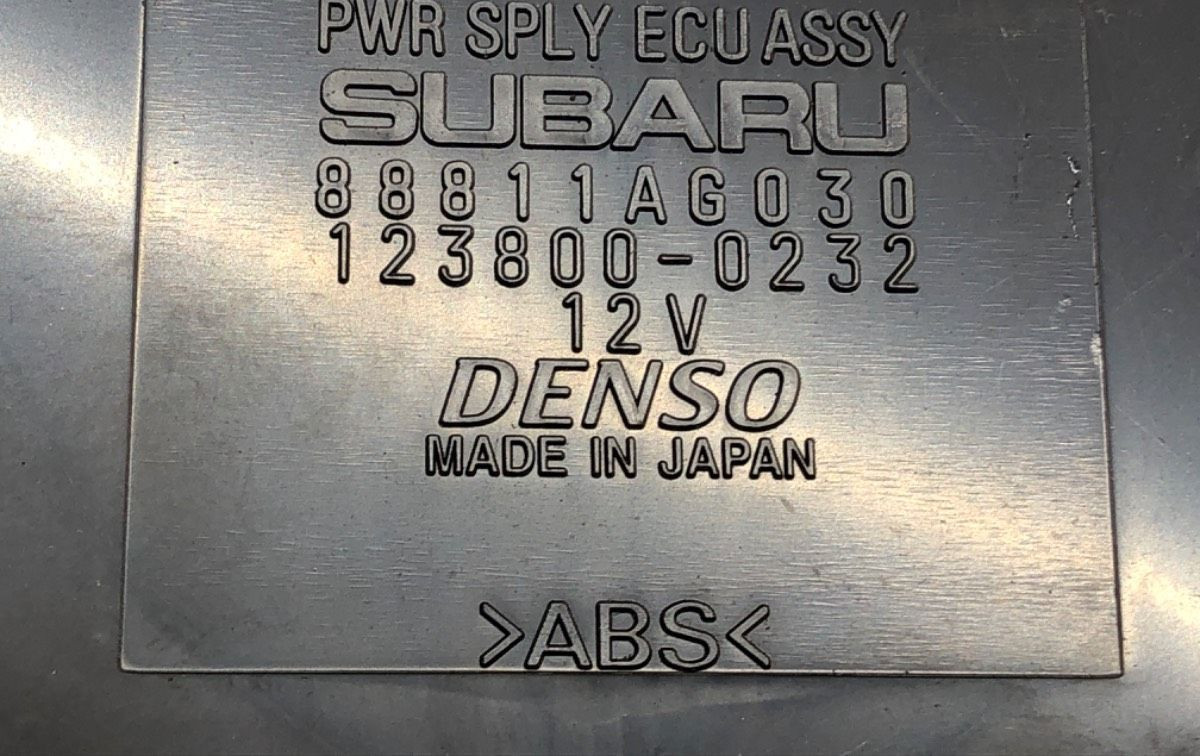 PWR SPLY ECU ASSY
SUBARU
88811AG030
123800-0232
12V
DENSO
MADE IN JAPAN
>ABS<